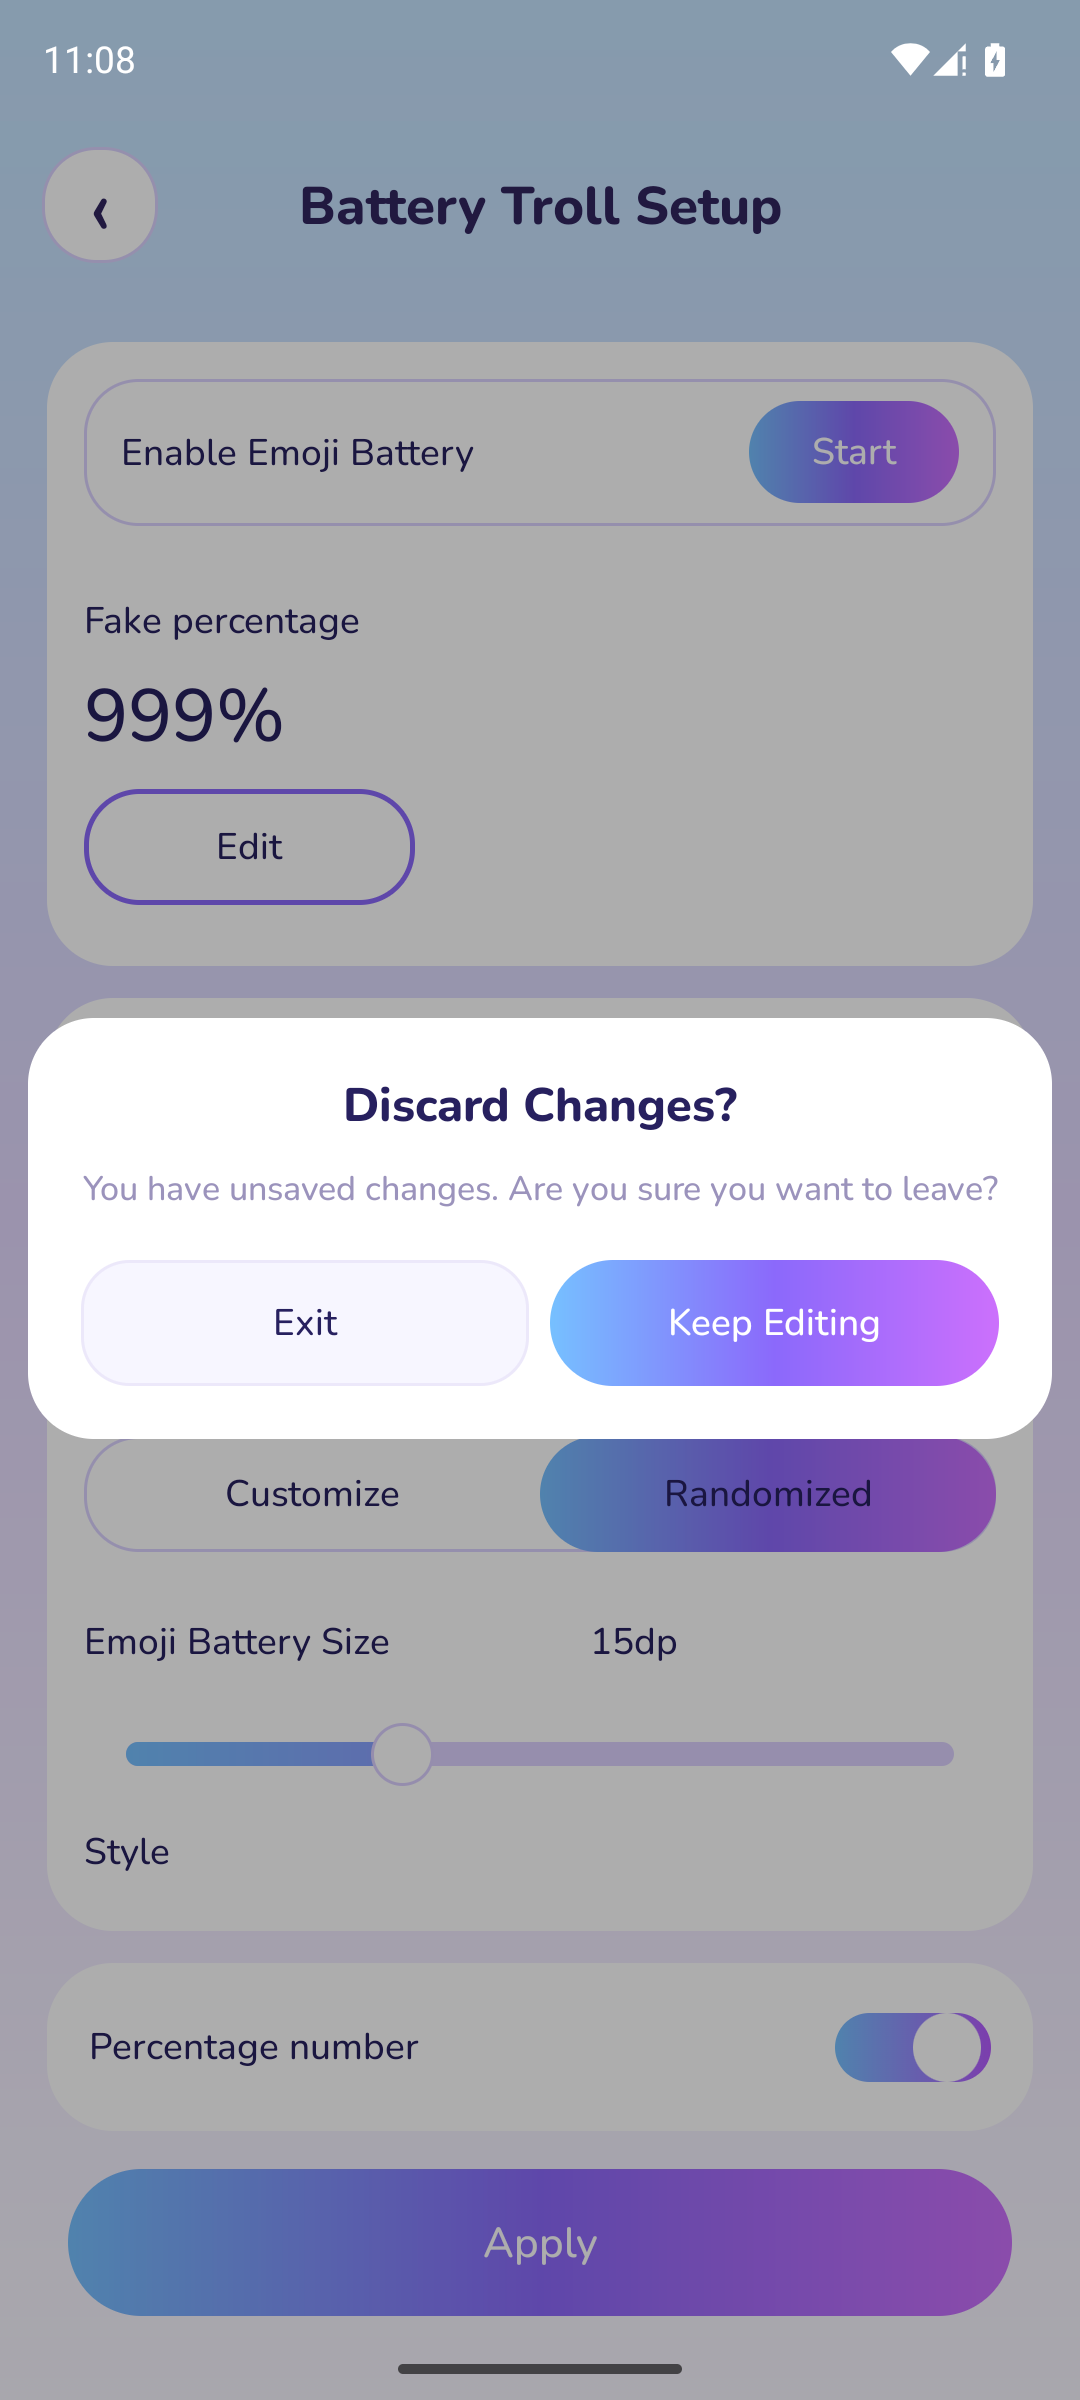 11:08
Battery Troll Setup
Enable Emoji Battery
Start
Fake percentage
999%
Edit
Discard Changes?
You have unsaved changes. Are you sure you want to leave?
Exit
Keep Editing
Customize
Randomized
Emoji Battery Size
15dp
Style
Percentage number
Apply